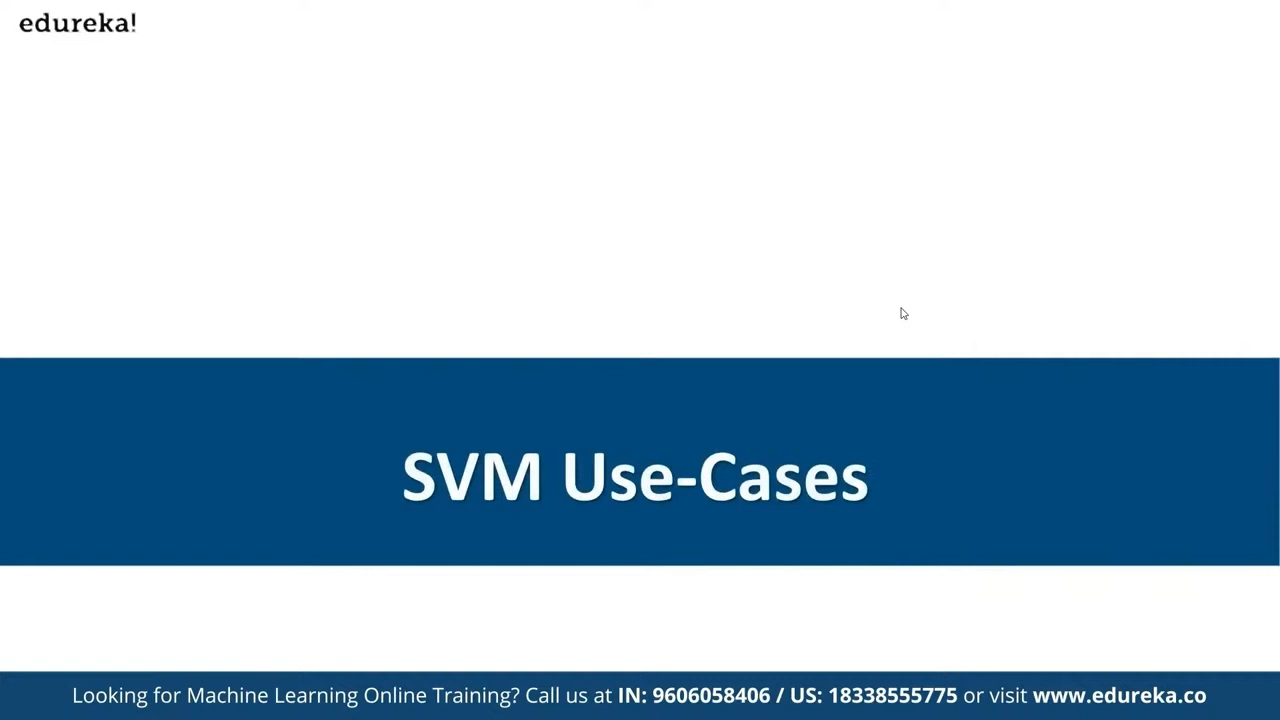 edureka!
SVM Use-Cases
Looking for Machine Learning Online Training? Call us at IN: 9606058406 / US: 18338555775 or visit www.edureka.co